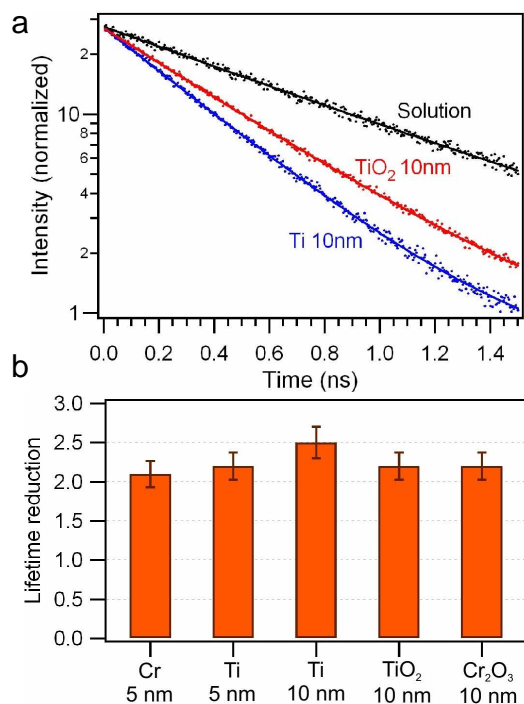 a
Intensity (normalized)
2
10
8
6
4
2
1
Solution
TiO₂ 10nm
Ti 10nm
0.0 0.2 0.4 0.6 0.8 1.0 1.2 1.4
Time (ns)
b
Lifetime reduction
3.0
2.5
2.0
1.5
1.0
0.5
0.0
Cr Ti Ti TiO₂ Cr₂O₃
5 nm 5 nm 10 nm 10 nm 10 nm